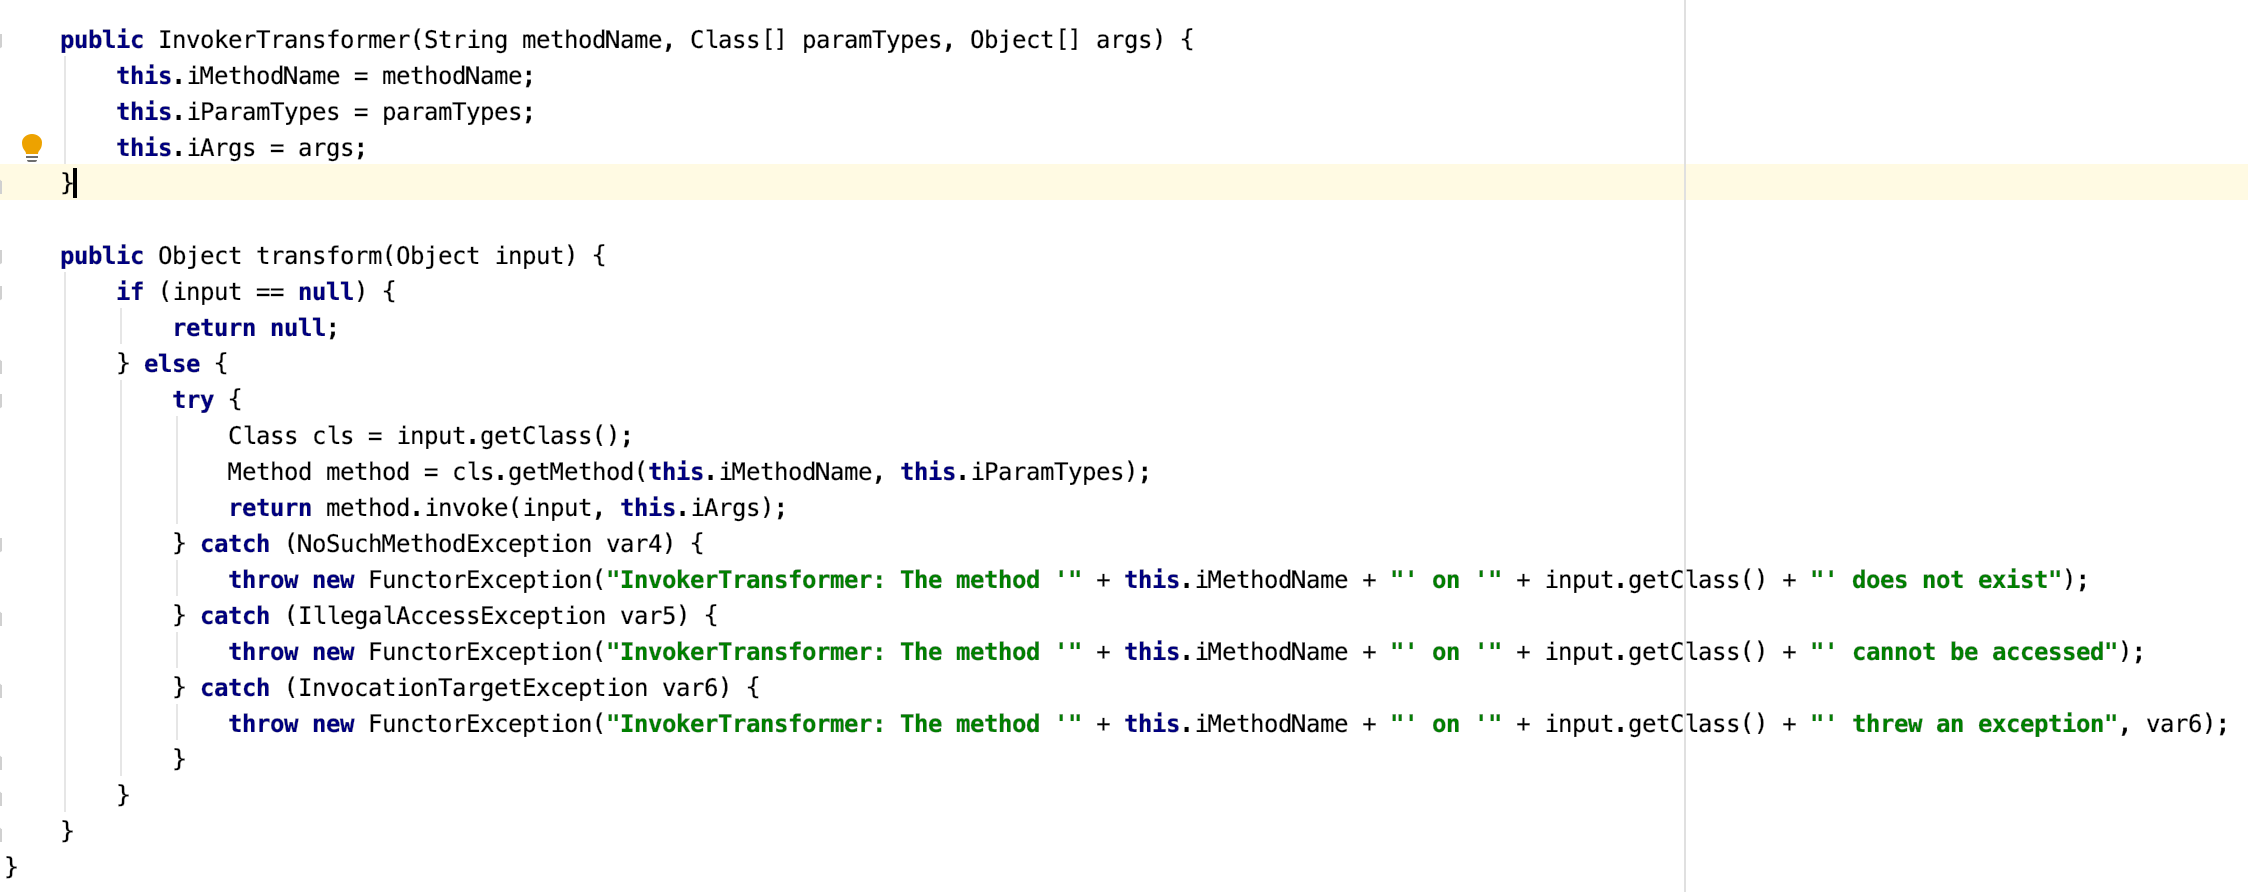 public InvokerTransformer(String methodName, Class[] paramTypes, Object[] args) {
this.iMethodName = methodName;
this.iParamTypes = paramTypes;
this.iArgs = args;
}
public Object transform(Object input) {
if (input == null) {
return null;
} else {
try {
Class cls = input.getClass();
Method method = cls.getMethod(this.iMethodName, this.iParamTypes);
return method.invoke(input, this.iArgs);
} catch (NoSuchMethodException var4) {
throw new FunctorException("InvokerTransformer: The method '" + this.iMethodName + "' on '" + input.getClass() + "' does not exist");
} catch (IllegalAccessException var5) {
throw new FunctorException("InvokerTransformer: The method '" + this.iMethodName + "' on '" + input.getClass() + "' cannot be accessed");
} catch (InvocationTargetException var6) {
throw new FunctorException("InvokerTransformer: The method '" + this.iMethodName + "' on '" + input.getClass() + "' threw an exception", var6);
}
}
}
}